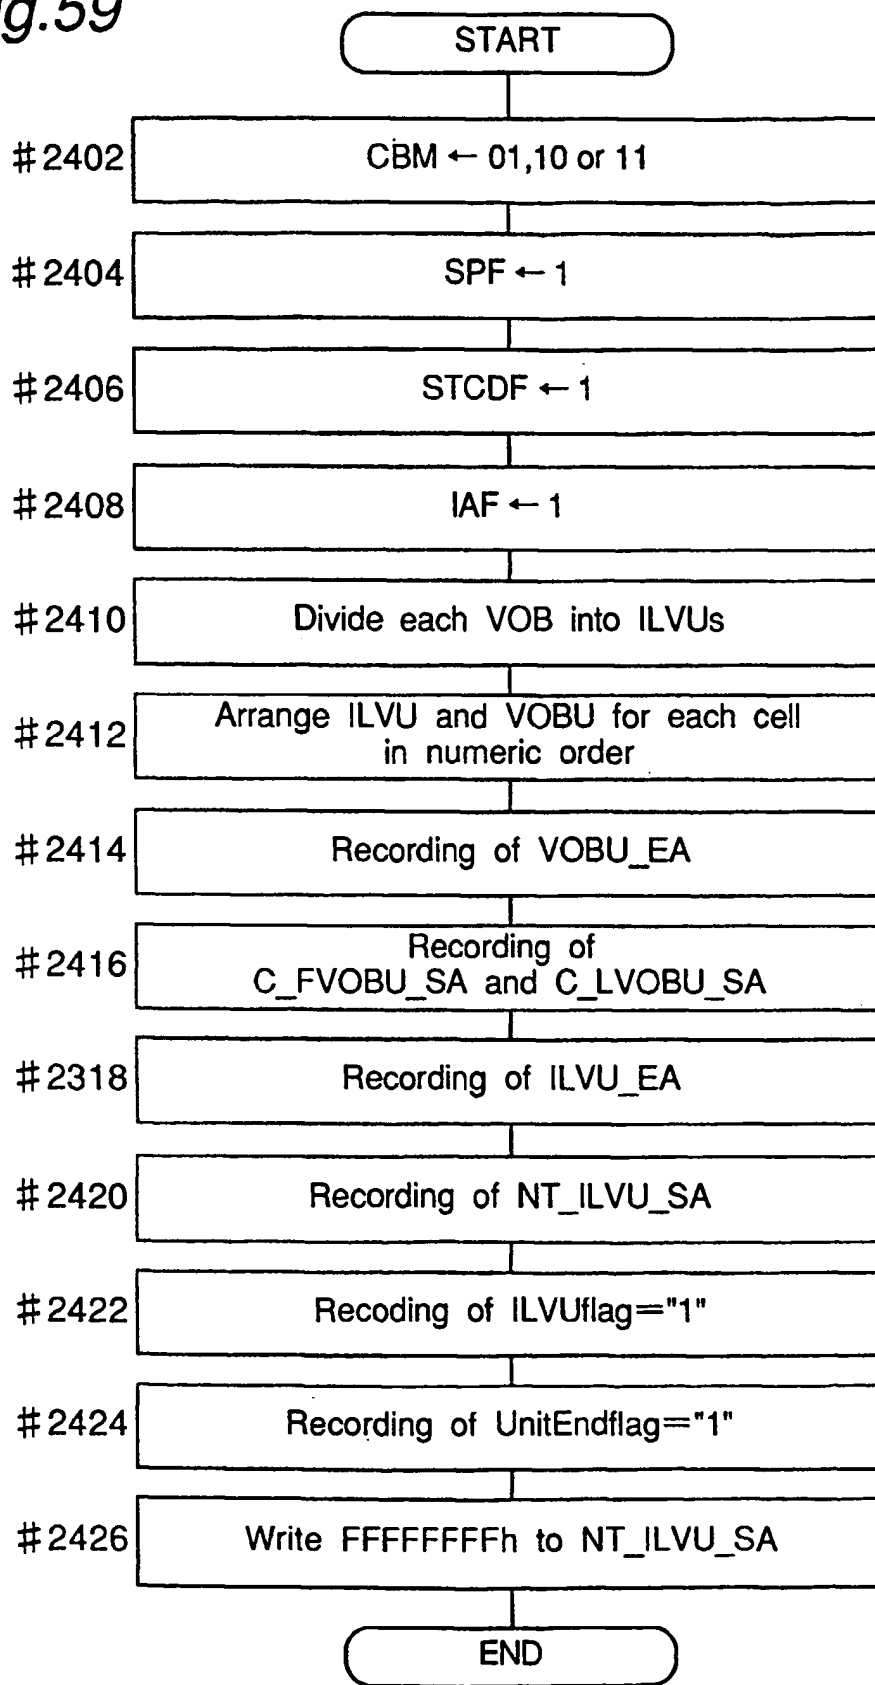 g.59
START
#2402
CBM ← 01,10 or 11
#2404
SPF ← 1
#2406
STCDF ← 1
#2408
IAF ← 1
#2410
Divide each VOB into ILVUs
#2412
Arrange ILVU and VOBU for each cell
in numeric order
#2414
Recording of VOBU_EA
#2416
Recording of
C_FVOBU_SA and C_LVOBU_SA
#2318
Recording of ILVU_EA
#2420
Recording of NT_ILVU_SA
#2422
Recoding of ILVUflag="1"
#2424
Recording of UnitEndflag="1"
#2426
Write FFFFFFFFh to NT_ILVU_SA
END